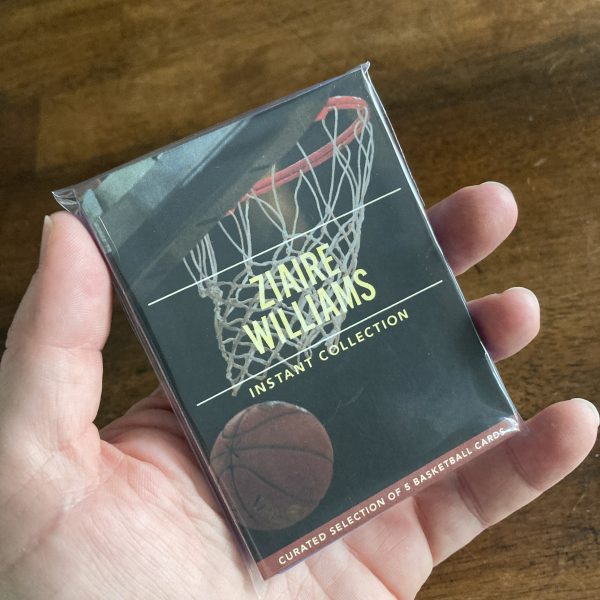 ZIAIRE
WILLIAMS
INSTANT COLLECTION
CURATED SELECTION OF 5 BASKETBALL CARDS